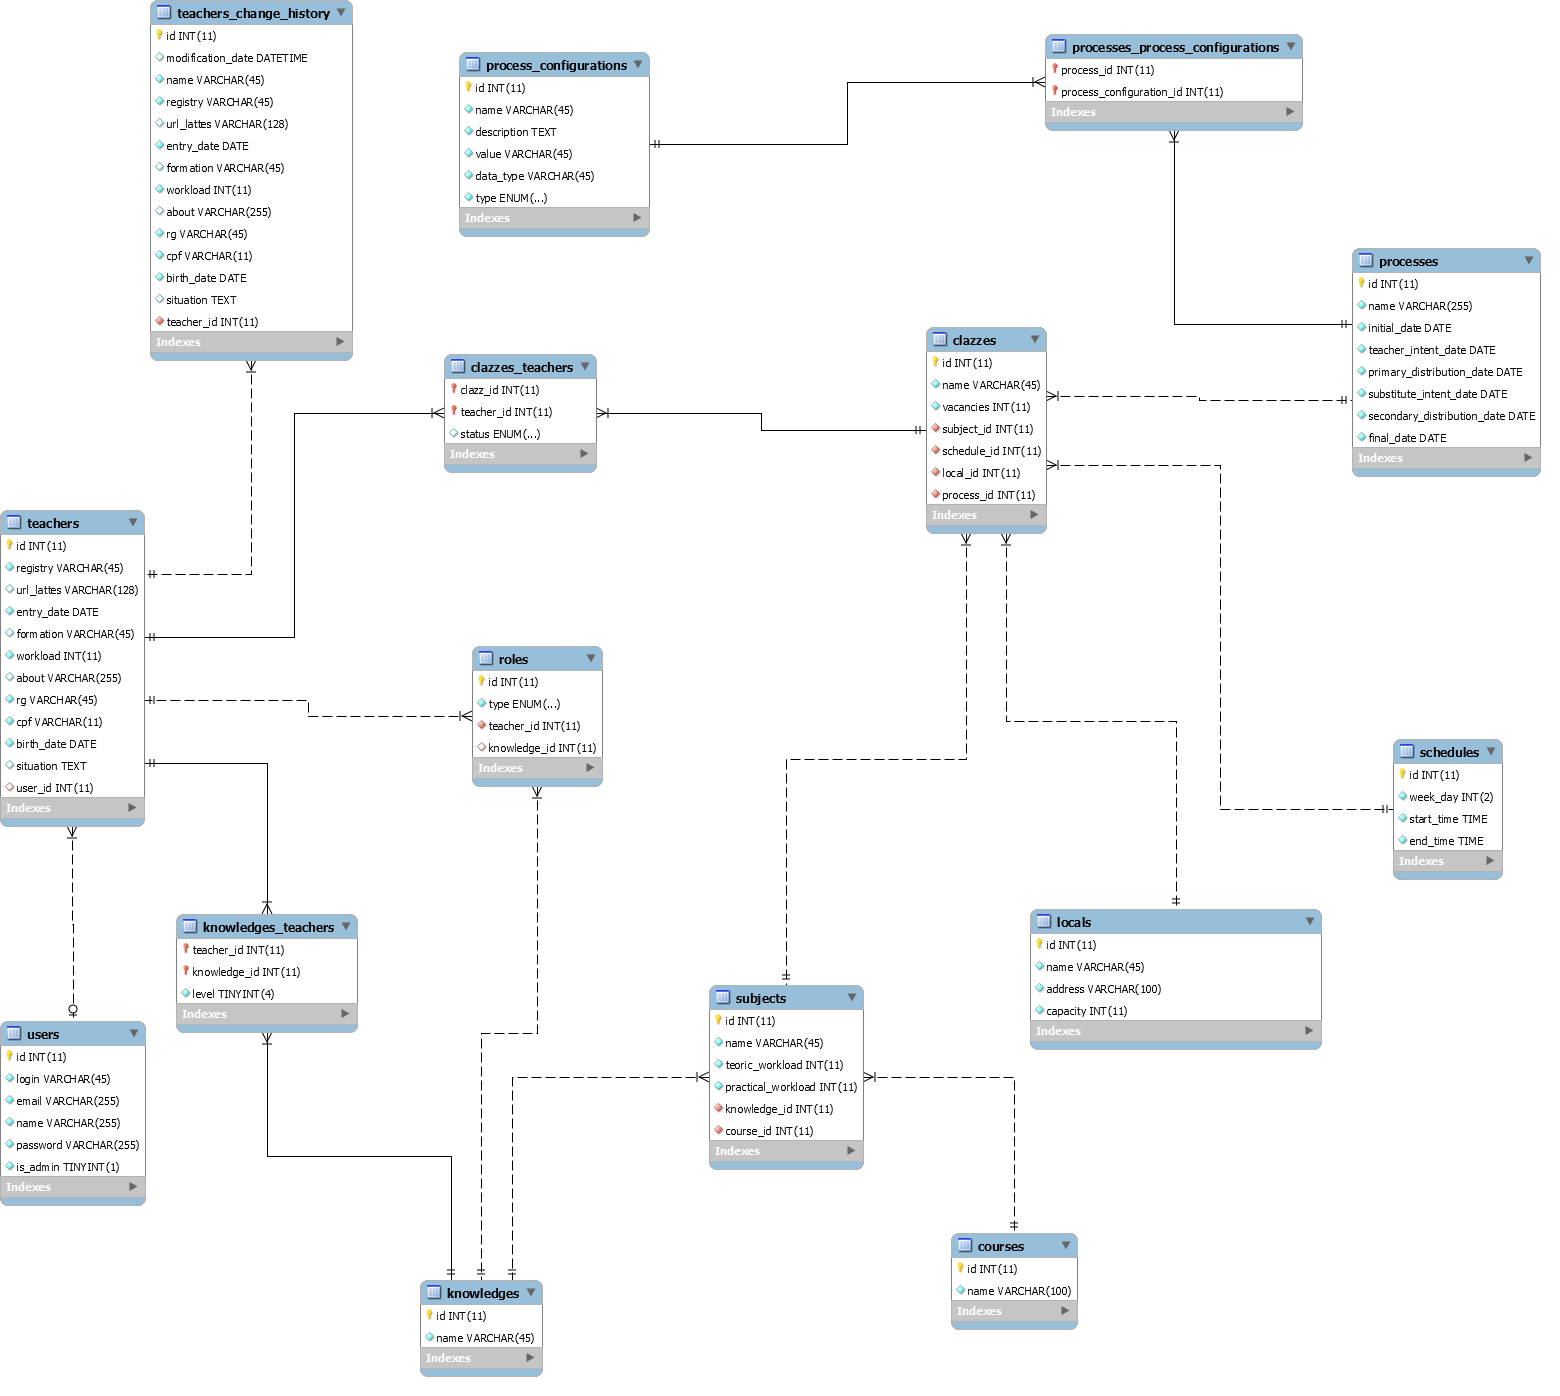 teachers_change_history
id INT(11)
modification_date DATETIME
name VARCHAR(45)
registry VARCHAR(45)
url_lattes VARCHAR(128)
entry_date DATE
formation VARCHAR(45)
workload INT(11)
about VARCHAR(255)
rg VARCHAR(45)
cpf VARCHAR(11)
birth_date DATE
situation TEXT
teacher_id INT(11)
Indexes
process_configurations
id INT(11)
name VARCHAR(45)
description TEXT
value VARCHAR(45)
data_type VARCHAR(45)
type ENUM(...)
Indexes
processes_process_configurations
process_id INT(11)
process_configuration_id INT(11)
Indexes
processes
id INT(11)
name VARCHAR(255)
initial_date DATE
teacher_intent_date DATE
primary_distribution_date DATE
substitute_intent_date DATE
secondary_distribution_date DATE
final_date DATE
Indexes
clazzes
id INT(11)
name VARCHAR(45)
vacancies INT(11)
subject_id INT(11)
schedule_id INT(11)
local_id INT(11)
process_id INT(11)
Indexes
clazzes_teachers
clazz_id INT(11)
teacher_id INT(11)
status ENUM(...)
Indexes
teachers
id INT(11)
registry VARCHAR(45)
url_lattes VARCHAR(128)
entry_date DATE
formation VARCHAR(45)
workload INT(11)
about VARCHAR(255)
rg VARCHAR(45)
cpf VARCHAR(11)
birth_date DATE
situation TEXT
user_id INT(11)
Indexes
roles
id INT(11)
type ENUM(...)
teacher_id INT(11)
knowledge_id INT(11)
Indexes
schedules
id INT(11)
week_day INT(2)
start_time TIME
end_time TIME
Indexes
knowledges_teachers
teacher_id INT(11)
knowledge_id INT(11)
level TINYINT(4)
Indexes
locals
id INT(11)
name VARCHAR(45)
address VARCHAR(100)
capacity INT(11)
Indexes
users
id INT(11)
login VARCHAR(45)
email VARCHAR(255)
name VARCHAR(255)
password VARCHAR(255)
is_admin TINYINT(1)
Indexes
subjects
id INT(11)
name VARCHAR(45)
teoric_workload INT(11)
practical_workload INT(11)
knowledge_id INT(11)
course_id INT(11)
Indexes
courses
id INT(11)
name VARCHAR(100)
Indexes
knowledges
id INT(11)
name VARCHAR(45)
Indexes